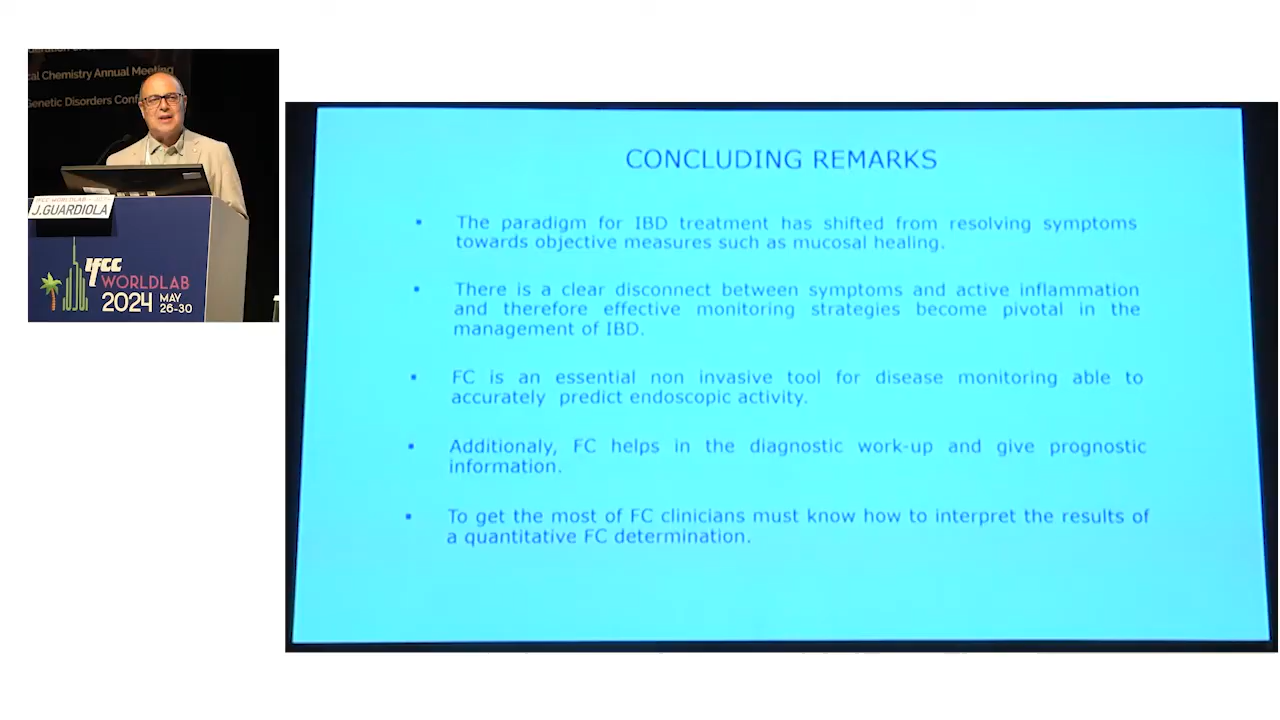 cal Chemistry Annual Meeting
Genetic Disorders Conf
IFCC WORLDLAB
J.GUARDIOLA
IFCC
WORLDLAB
2024 MAY
26-30
CONCLUDING REMARKS
▪ The paradigm for IBD treatment has shifted from resolving symptoms
towards objective measures such as mucosal healing.
▪ There is a clear disconnect between symptoms and active inflammation
and therefore effective monitoring strategies become pivotal in the
management of IBD.
▪ FC is an essential non invasive tool for disease monitoring able to
accurately predict endoscopic activity.
▪ Additionaly, FC helps in the diagnostic work-up and give prognostic
information.
▪ To get the most of FC clinicians must know how to interpret the results of
a quantitative FC determination.